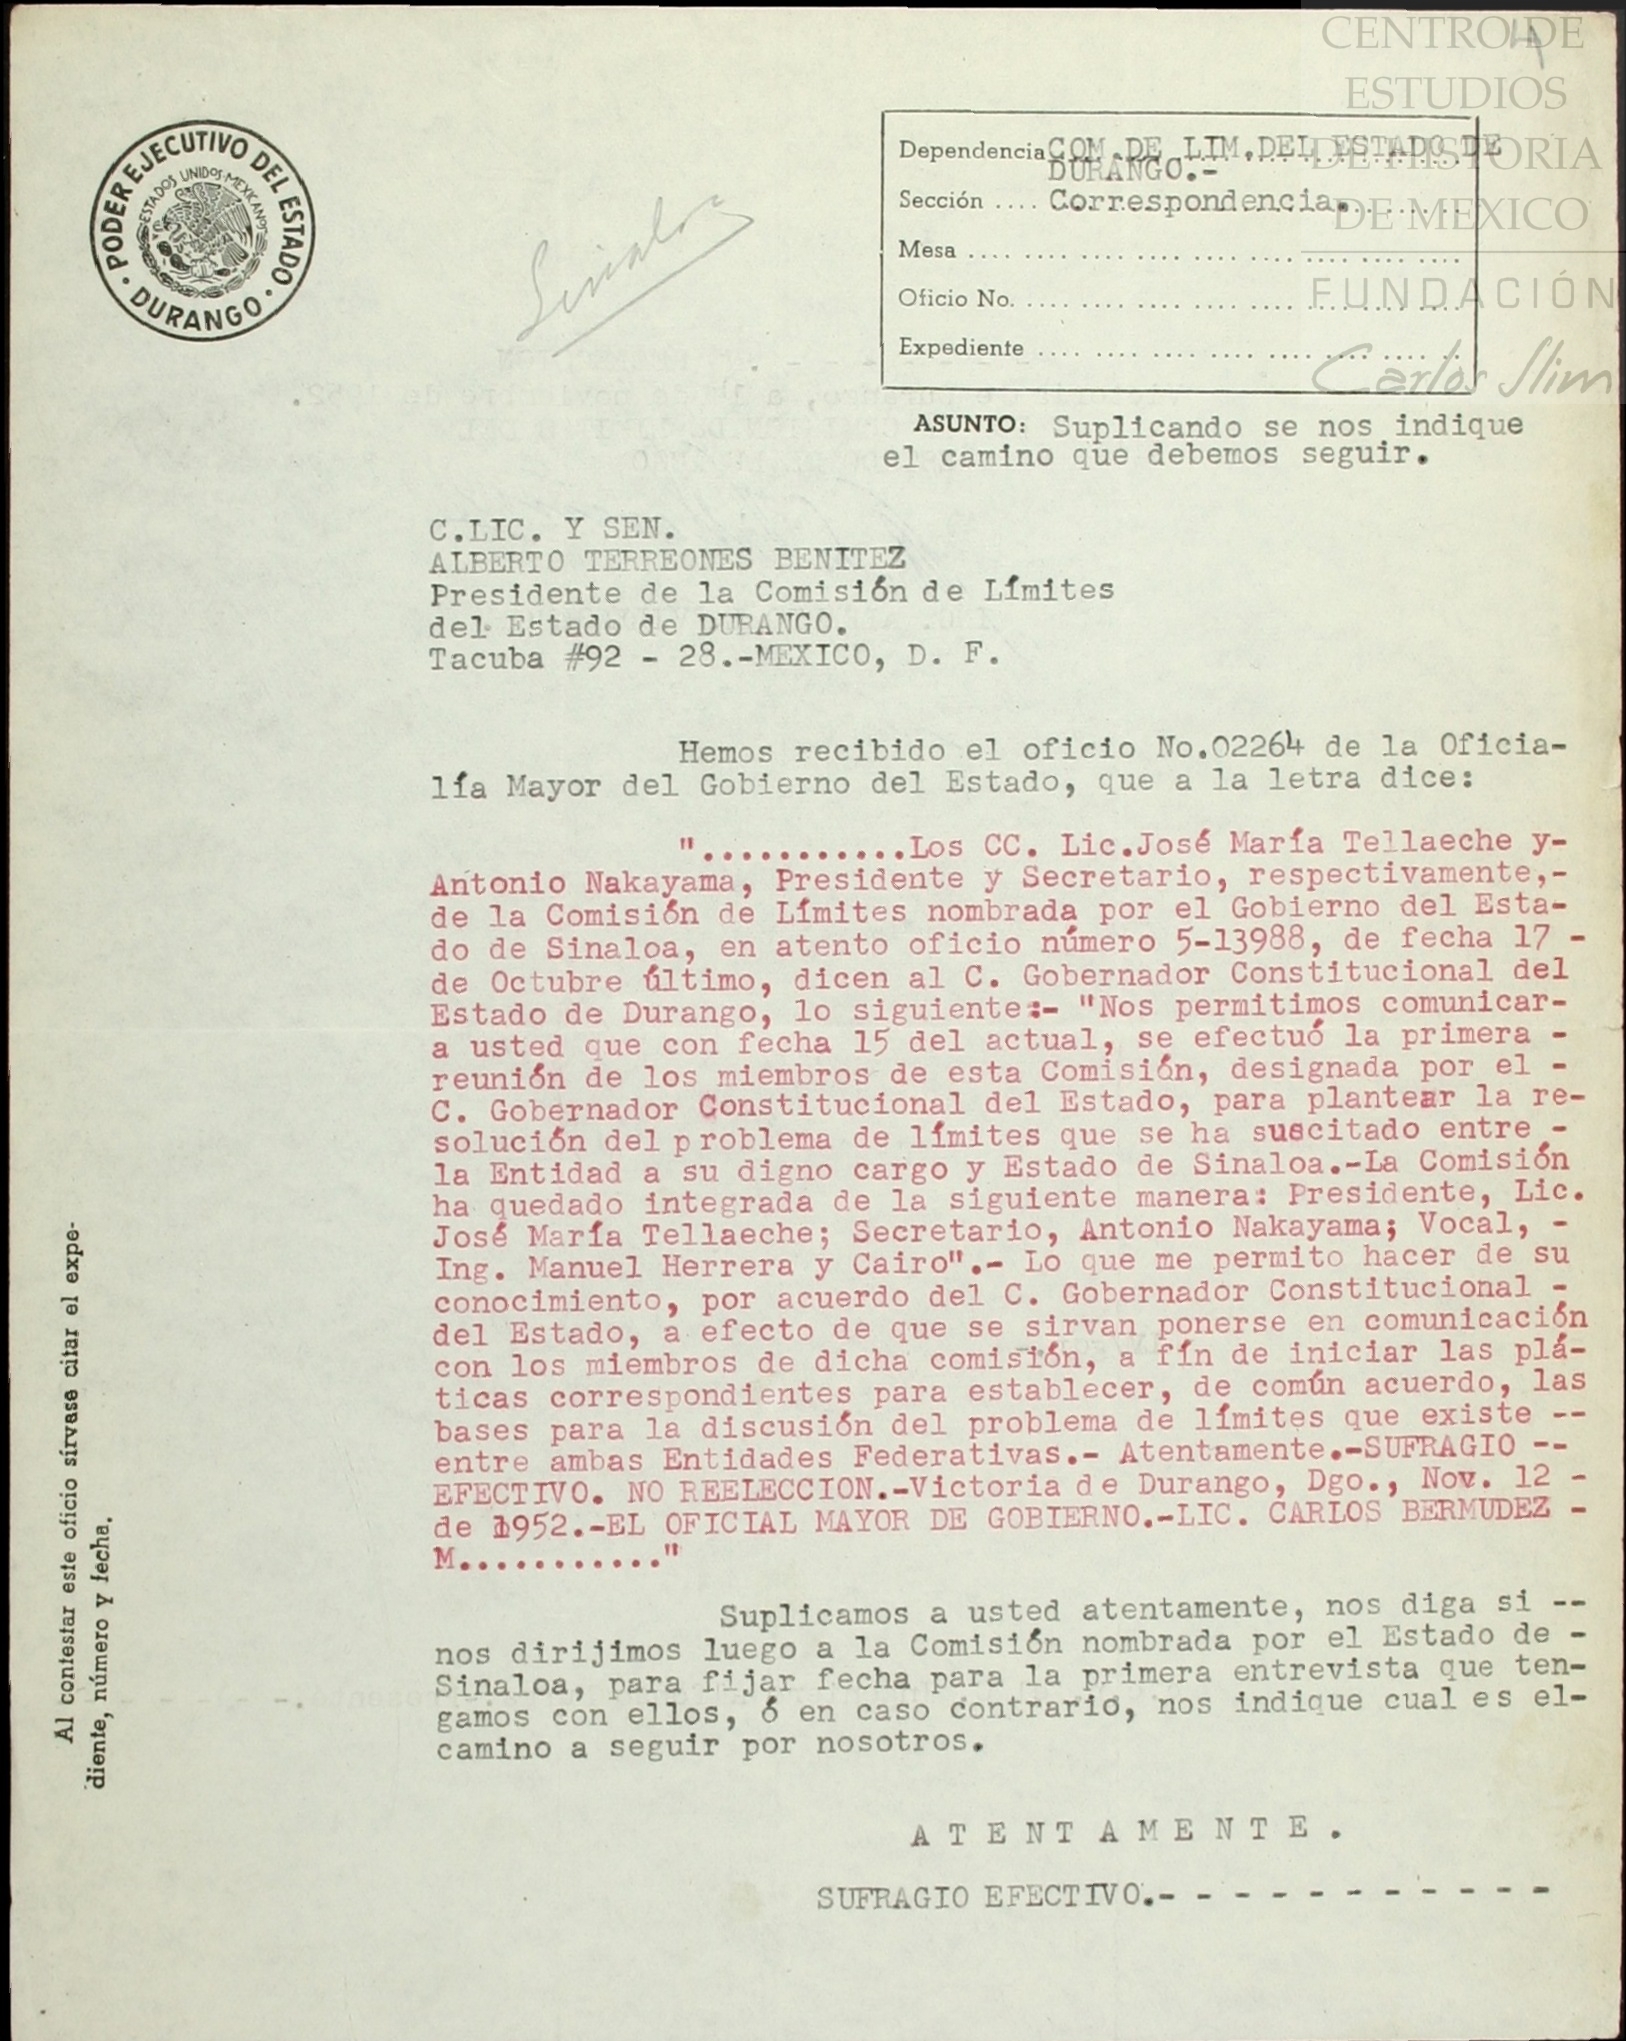 CENTRO DE
ESTUDIOS
DE HISTORIA
DE MEXICO
FUNDACIÓN
Carlos Slim
4
PODER EJECUTIVO DEL ESTADO
ESTADOS UNIDOS MEXICANOS
· DURANGO ·
Sinaloa
Dependencia COM.DE LIM.DEL ESTADO DE
DURANGO.-
Sección .... Correspondencia.
Mesa
Oficio No.
Expediente
ASUNTO: Suplicando se nos indique
el camino que debemos seguir.
C.LIC. Y SEN.
ALBERTO TERREONES BENITEZ
Presidente de la Comisión de Límites
del Estado de DURANGO.
Tacuba #92 - 28.-MEXICO, D. F.
Hemos recibido el oficio No.02264 de la Oficia-
lía Mayor del Gobierno del Estado, que a la letra dice:
"...........Los CC. Lic.José María Tellaeche y-
Antonio Nakayama, Presidente y Secretario, respectivamente,-
de la Comisión de Límites nombrada por el Gobierno del Esta-
do de Sinaloa, en atento oficio número 5-13988, de fecha 17 -
de Octubre último, dicen al C. Gobernador Constitucional del
Estado de Durango, lo siguiente:- "Nos permitimos comunicar-
a usted que con fecha 15 del actual, se efectuó la primera -
reunión de los miembros de esta Comisión, designada por el -
C. Gobernador Constitucional del Estado, para plantear la re-
solución del problema de límites que se ha suscitado entre -
la Entidad a su digno cargo y Estado de Sinaloa.-La Comisión
ha quedado integrada de la siguiente manera: Presidente, Lic.
José María Tellaeche; Secretario, Antonio Nakayama; Vocal, -
Ing. Manuel Herrera y Cairo".- Lo que me permito hacer de su
conocimiento, por acuerdo del C. Gobernador Constitucional -
del Estado, a efecto de que se sirvan ponerse en comunicación
con los miembros de dicha comisión, a fín de iniciar las plá-
ticas correspondientes para establecer, de común acuerdo, las
bases para la discusión del problema de límites que existe --
entre ambas Entidades Federativas.- Atentamente.-SUFRAGIO --
EFECTIVO. NO REELECCION.-Victoria de Durango, Dgo., Nov. 12 -
de 1952.-EL OFICIAL MAYOR DE GOBIERNO.-LIC. CARLOS BERMUDEZ -
M..........."
Suplicamos a usted atentamente, nos diga si --
nos dirijimos luego a la Comisión nombrada por el Estado de -
Sinaloa, para fijar fecha para la primera entrevista que ten-
gamos con ellos, ó en caso contrario, nos indique cual es el-
camino a seguir por nosotros.
A T E N T A M E N T E .
SUFRAGIO EFECTIVO.- - - - - - - - - - - -
Al contestar este oficio sírvase citar el expe-
diente, número y fecha.